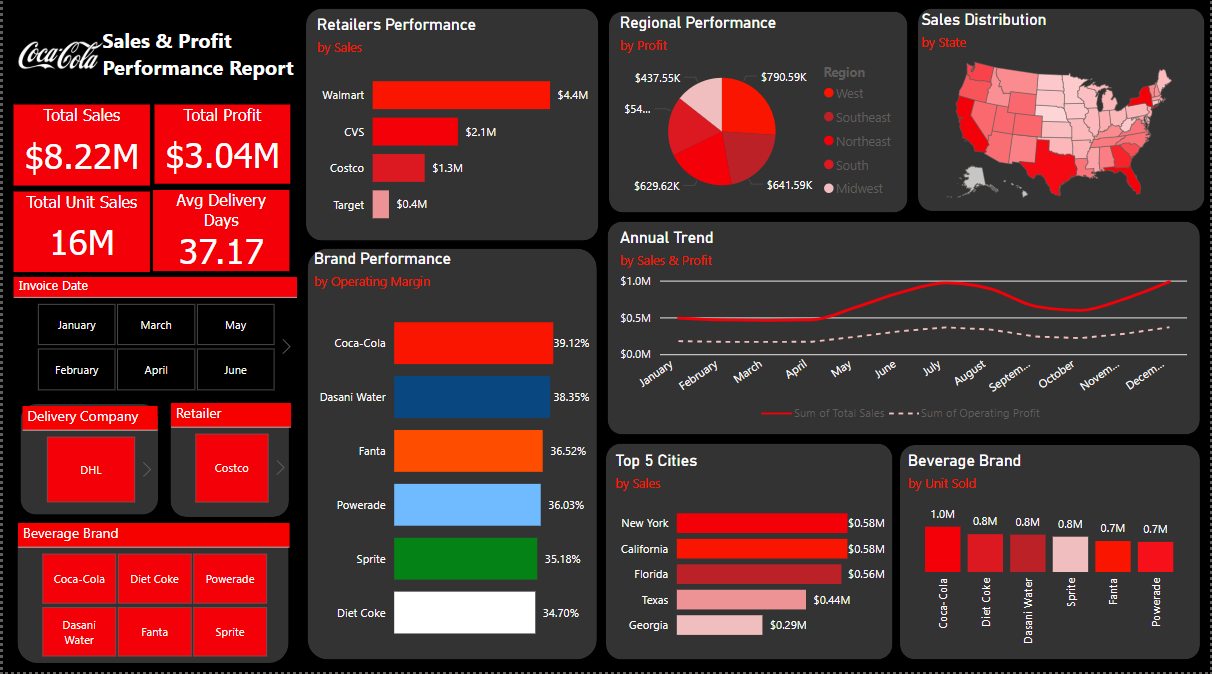 Coca-Cola
Sales & Profit
Performance Report
Total Sales
$8.22M
Total Profit
$3.04M
Total Unit Sales
16M
Avg Delivery
Days
37.17
Invoice Date
January
March
May
February
April
June
Delivery Company
DHL
Retailer
Costco
Beverage Brand
Coca-Cola
Diet Coke
Powerade
Dasani
Water
Fanta
Sprite
Retailers Performance
by Sales
Walmart
$4.4M
CVS
$2.1M
Costco
$1.3M
Target
$0.4M
Brand Performance
by Operating Margin
Coca-Cola
39.12%
Dasani Water
38.35%
Fanta
36.52%
Powerade
36.03%
Sprite
35.18%
Diet Coke
34.70%
Regional Performance
by Profit
$437.55K
$790.59K
$54...
$629.62K
$641.59K
Region
West
Southeast
Northeast
South
Midwest
Sales Distribution
by State
Annual Trend
by Sales & Profit
$1.0M
$0.5M
$0.0M
January
February
March
April
May
June
July
August
Septem...
October
Novem...
Decem...
Sum of Total Sales
Sum of Operating Profit
Top 5 Cities
by Sales
New York
$0.58M
California
$0.58M
Florida
$0.56M
Texas
$0.44M
Georgia
$0.29M
Beverage Brand
by Unit Sold
1.0M
0.8M
0.8M
0.8M
0.7M
0.7M
Coca-Cola
Diet Coke
Dasani Water
Sprite
Fanta
Powerade